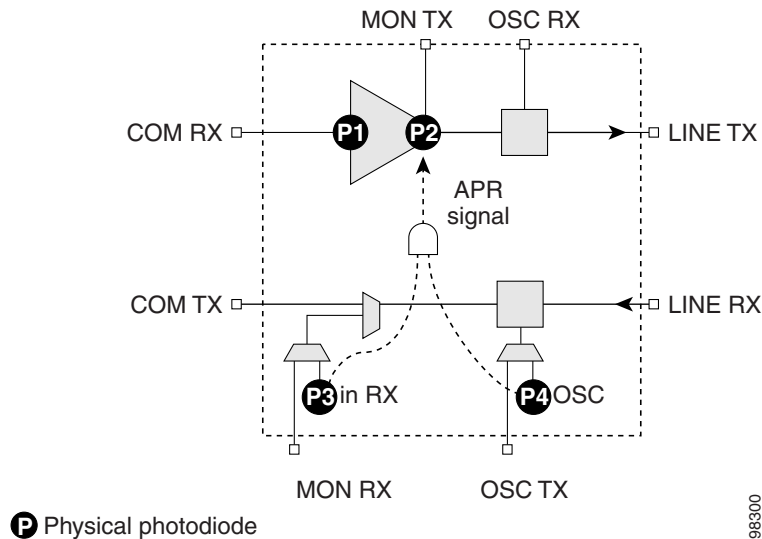 MON TX
OSC RX
COM RX
P1
P2
LINE TX
APR
signal
COM TX
LINE RX
P3 in RX
P4 OSC
MON RX
OSC TX
P Physical photodiode
98300